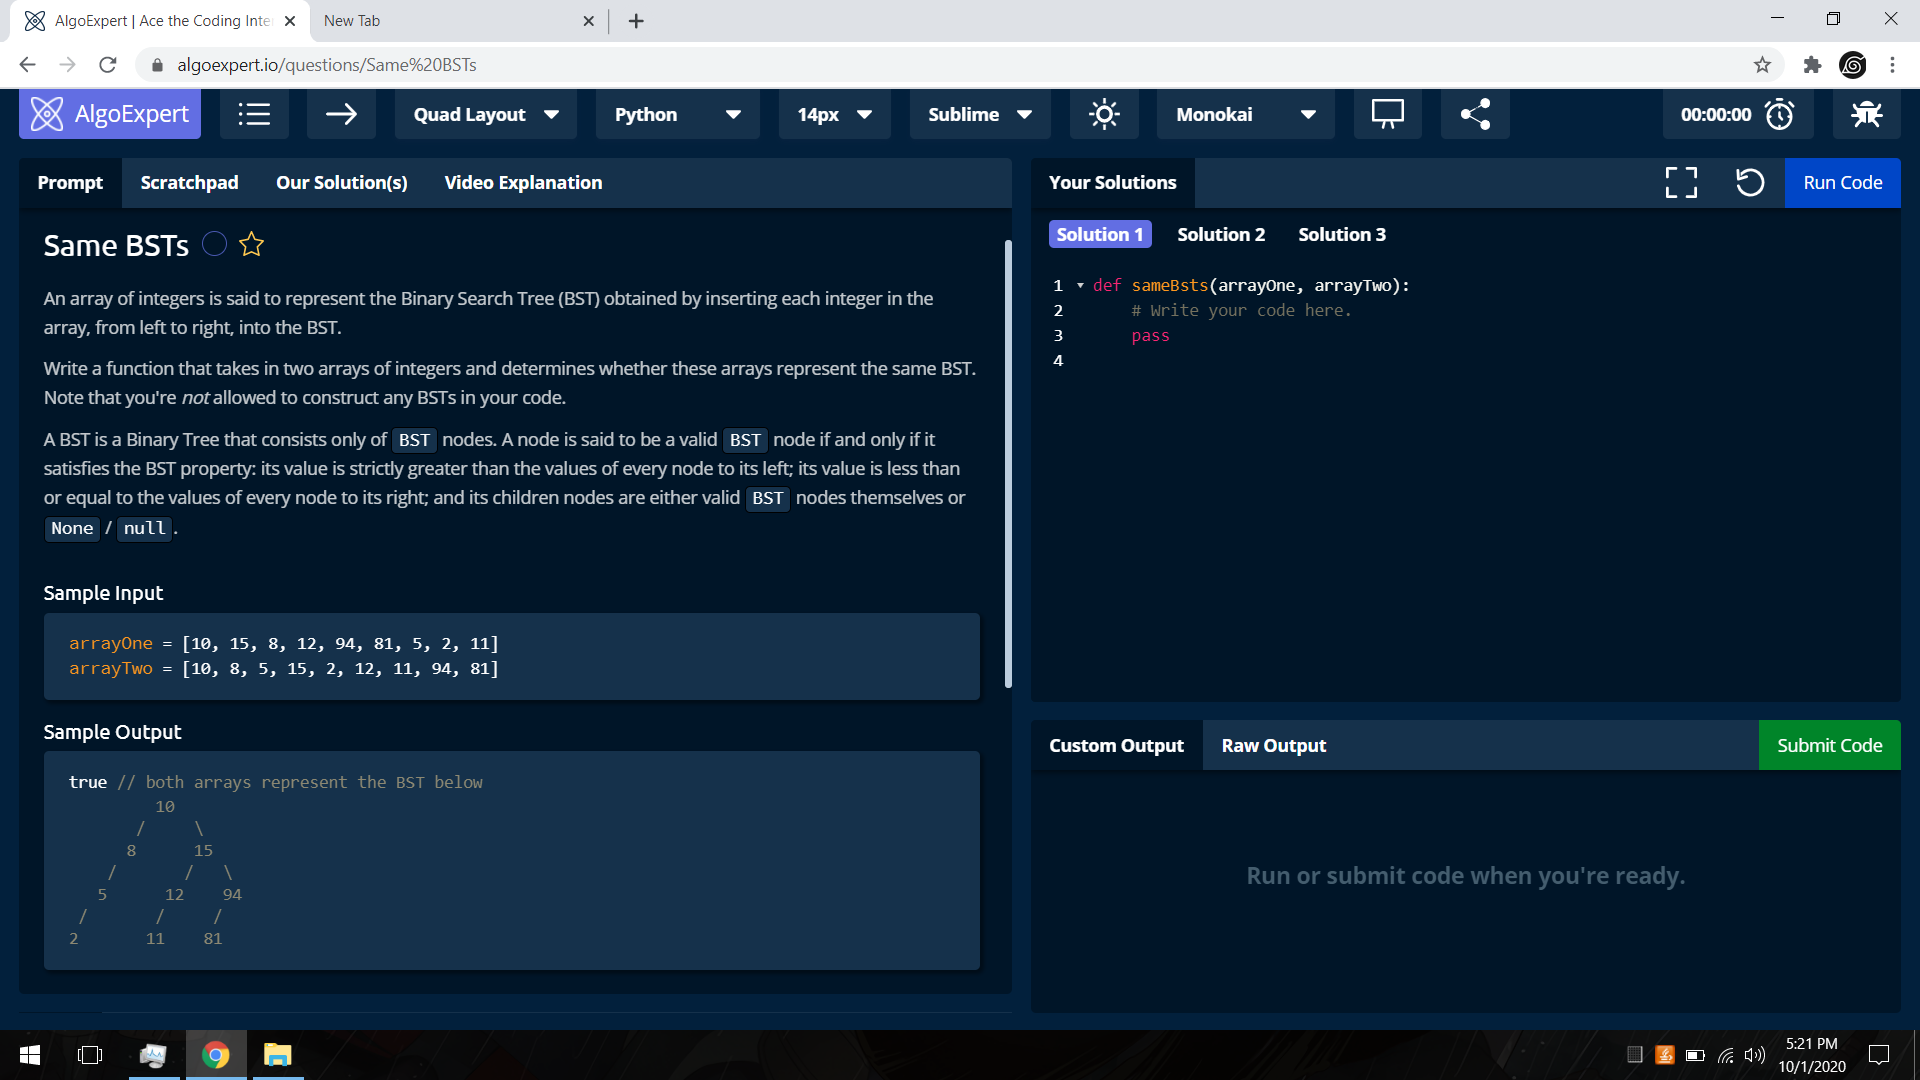 AlgoExpert | Ace the Coding Inte
New Tab
algoexpert.io/questions/Same%20BSTs
AlgoExpert
Quad Layout
Python
14px
Sublime
Monokai
00:00:00
Prompt
Scratchpad
Our Solution(s)
Video Explanation
Same BSTs
An array of integers is said to represent the Binary Search Tree (BST) obtained by inserting each integer in the
array, from left to right, into the BST.
Write a function that takes in two arrays of integers and determines whether these arrays represent the same BST.
Note that you're not allowed to construct any BSTs in your code.
A BST is a Binary Tree that consists only of BST nodes. A node is said to be a valid BST node if and only if it
satisfies the BST property: its value is strictly greater than the values of every node to its left; its value is less than
or equal to the values of every node to its right; and its children nodes are either valid BST nodes themselves or
None / null .
Sample Input
arrayOne = [10, 15, 8, 12, 94, 81, 5, 2, 11]
arrayTwo = [10, 8, 5, 15, 2, 12, 11, 94, 81]
Sample Output
true // both arrays represent the BST below
10
/ \
8 15
/ / \
5 12 94
/ / /
2 11 81
Your Solutions
Run Code
Solution 1
Solution 2
Solution 3
1 def sameBsts(arrayOne, arrayTwo):
2 # Write your code here.
3 pass
4
Custom Output
Raw Output
Submit Code
Run or submit code when you're ready.
5:21 PM
10/1/2020